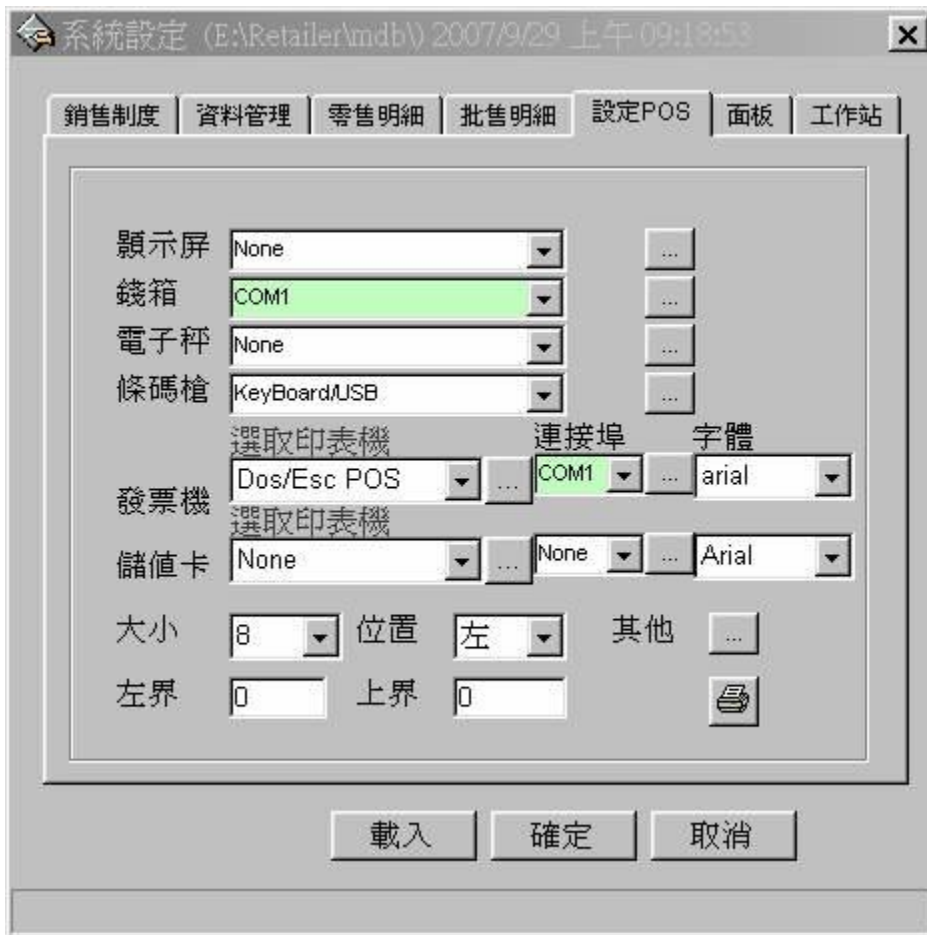 系統設定 (E:\Retailer\mdb\) 2007/9/29 上午 09:18:53
銷售制度 資料管理 零售明細 批售明細 設定POS 面板 工作站
顯示屏 None ...
錢箱 COM1 ...
電子秤 None ...
條碼槍 KeyBoard/USB ...
選取印表機 連接埠 字體
發票機 Dos/Esc POS ... COM1 ... arial
選取印表機
儲值卡 None ... None ... Arial
大小 8 位置 左 其他 ...
左界 0 上界 0
載入 確定 取消